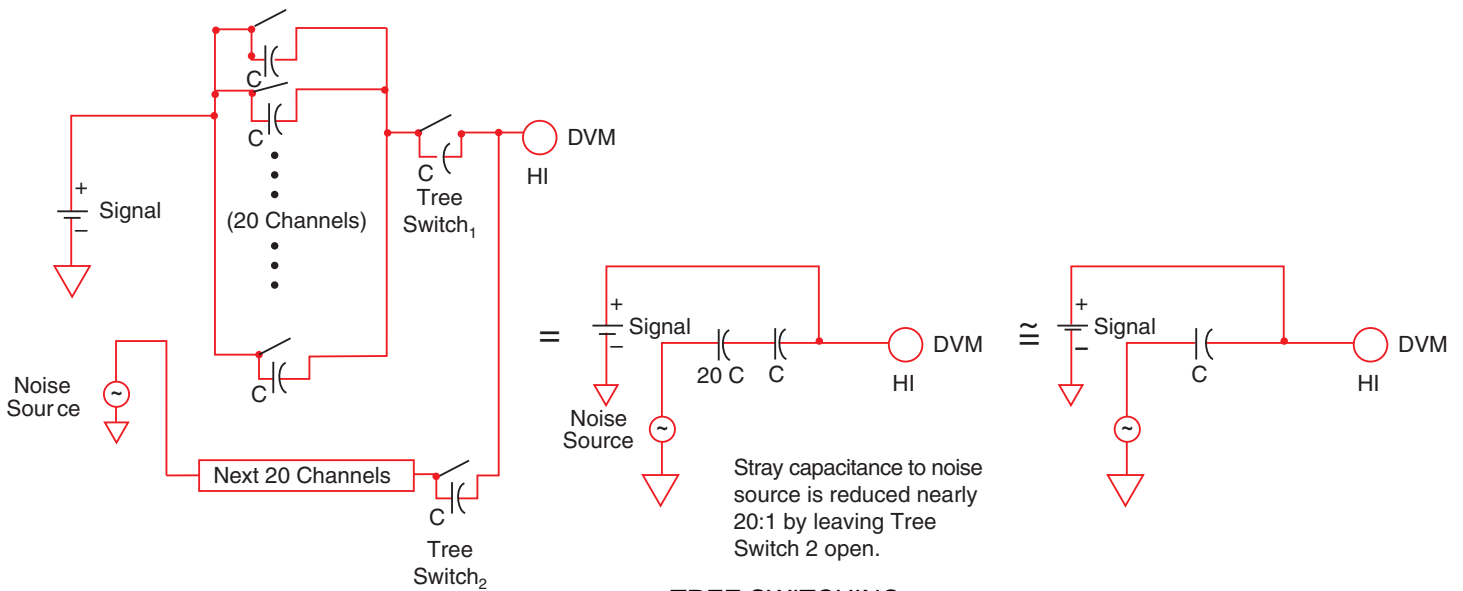 C
C
(20 Channels)
C
+
Signal
−
C
Tree
Switch₁
DVM
HI
Noise
Sour ce
~
Next 20 Channels
C
Tree
Switch₂
=
+
Signal
−
20 C
C
DVM
HI
Noise
Source
~
Stray capacitance to noise
source is reduced nearly
20:1 by leaving Tree
Switch 2 open.
≅
+
Signal
−
C
DVM
HI
~